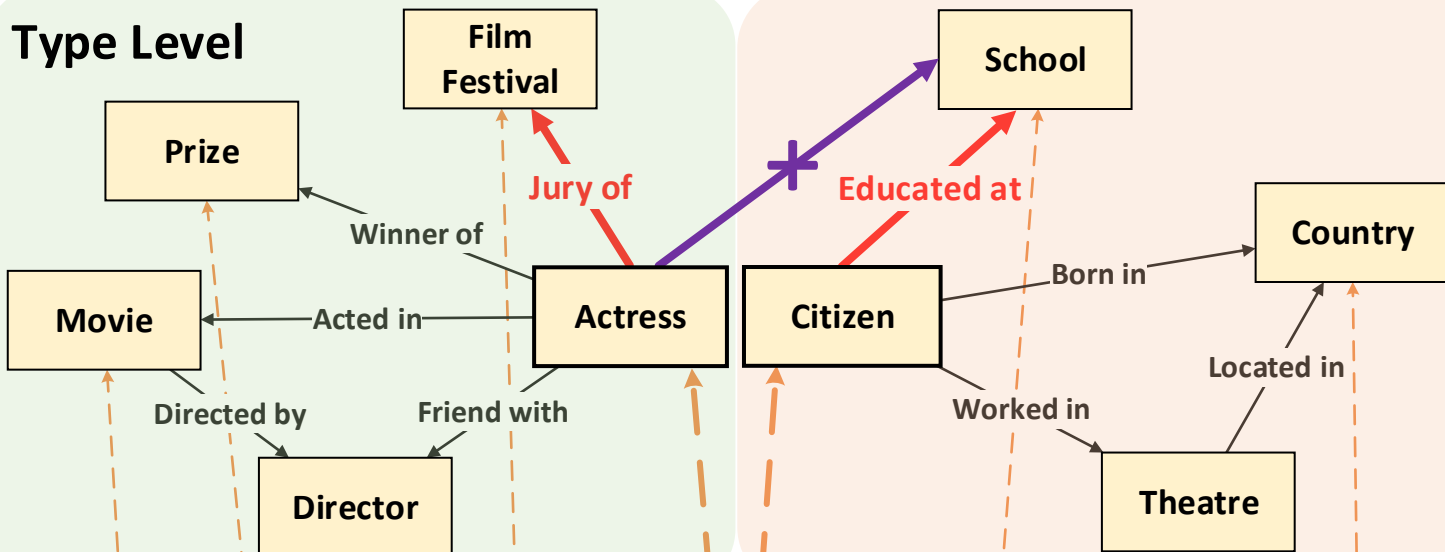 Type Level
Film
Festival
School
Prize
Jury of
Educated at
Winner of
Country
Born in
Movie
Acted in
Actress
Citizen
Located in
Directed by
Friend with
Worked in
Director
Theatre